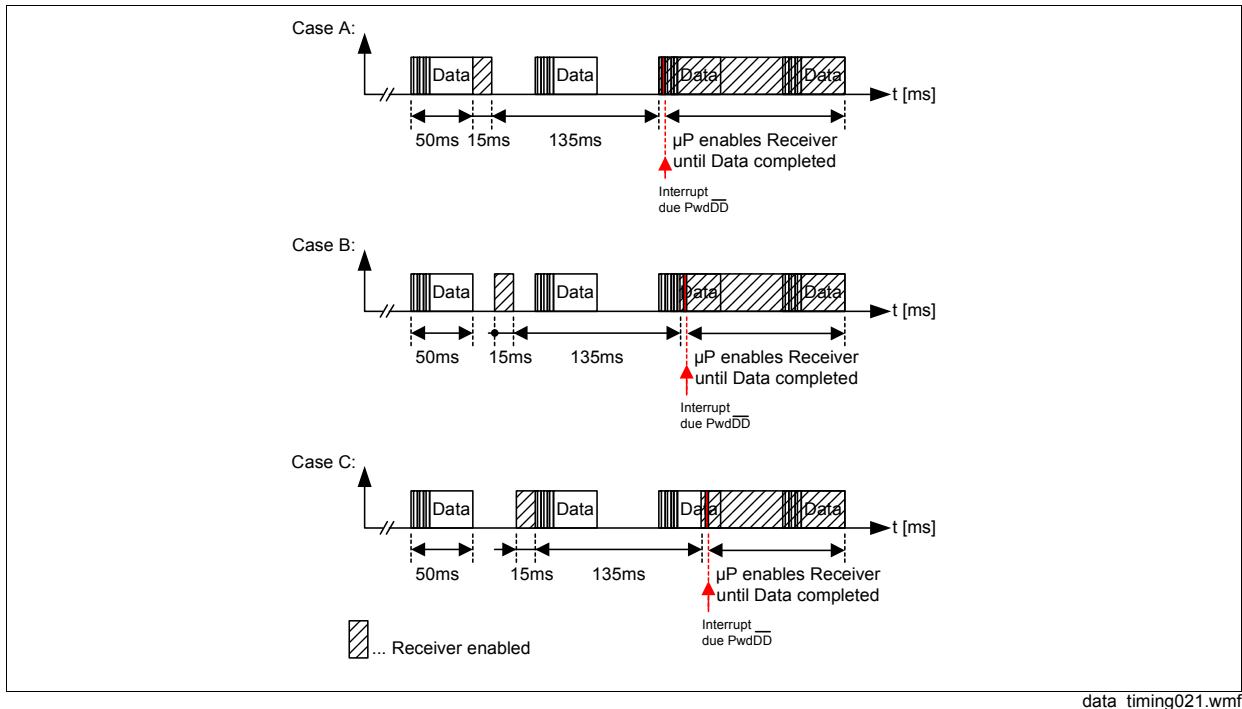 Case A:
Data Data Data Data
t [ms]
50ms 15ms 135ms µP enables Receiver
until Data completed
Interrupt
due PwdDD
Case B:
Data Data Data Data
t [ms]
50ms 15ms 135ms µP enables Receiver
until Data completed
Interrupt
due PwdDD
Case C:
Data Data Data Data
t [ms]
50ms 15ms 135ms µP enables Receiver
until Data completed
Interrupt
due PwdDD
... Receiver enabled
data_timing021.wmf